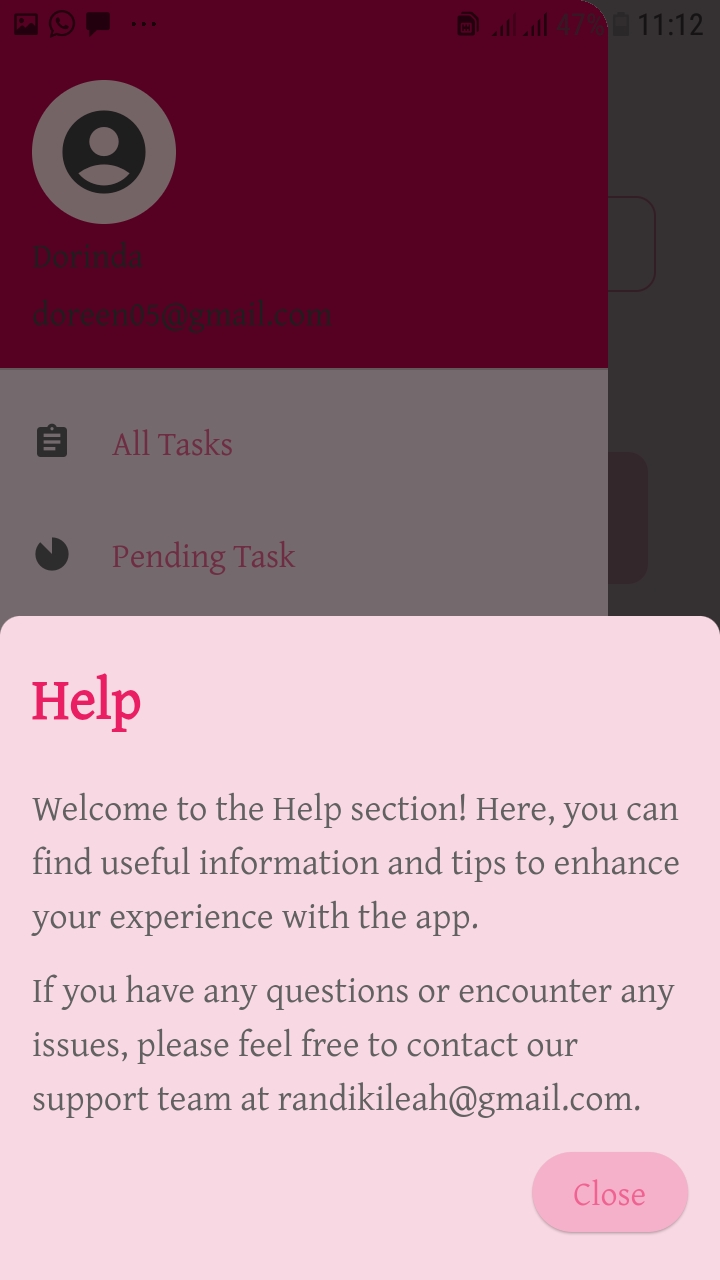 47% 11:12
Dorinda
doreen05@gmail.com
All Tasks
Pending Task
Help
Welcome to the Help section! Here, you can
find useful information and tips to enhance
your experience with the app.
If you have any questions or encounter any
issues, please feel free to contact our
support team at randikileah@gmail.com.
Close